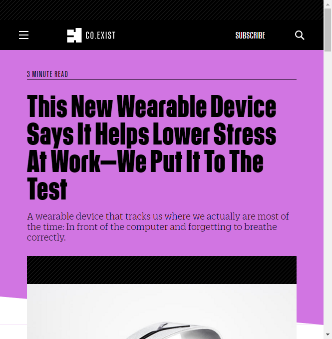 CO.EXIST
SUBSCRIBE
3 MINUTE READ
This New Wearable Device
Says It Helps Lower Stress
At Work—We Put It To The
Test
A wearable device that tracks us where we actually are most of
the time: In front of the computer and forgetting to breathe
correctly.